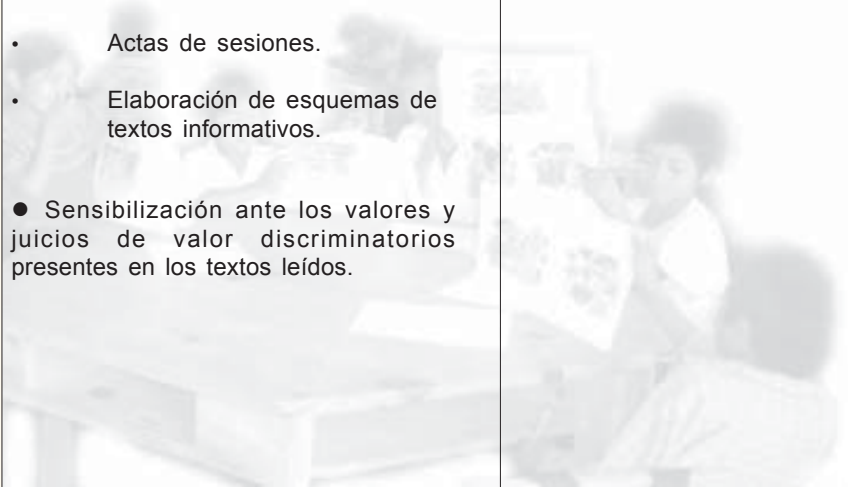 • Actas de sesiones.
• Elaboración de esquemas de
textos informativos.
● Sensibilización ante los valores y
juicios de valor discriminatorios
presentes en los textos leídos.